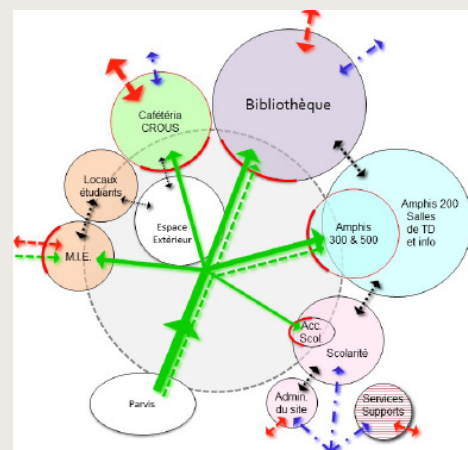 Bibliothèque
Cafétéria
CROUS
Locaux
étudiants
Espace
Extérieur
Amphis
300 & 500
Amphis 200
Salles
de TD
et info
M.I.E.
Acc.
Scol
Scolarité
Parvis
Admin.
du site
Services
Supports